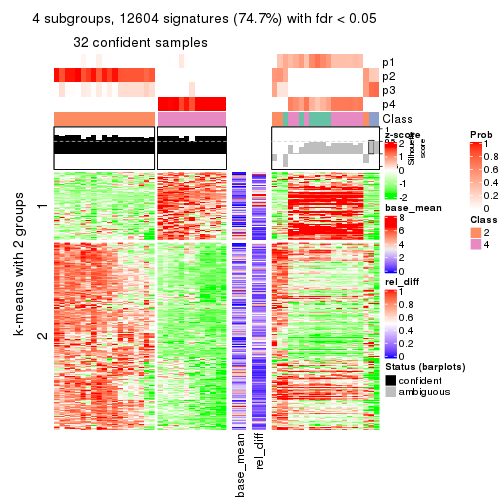 4 subgroups, 12604 signatures (74.7%) with fdr < 0.05
32 confident samples
p1
p2
p3
p4
Class
Silhouette score
1
2
k-means with 2 groups
base_mean
rel_diff
z-score
2
1
0
-1
-2
base_mean
8
6
4
2
0
rel_diff
1
0.8
0.6
0.4
0.2
0
Status (barplots)
confident
ambiguous
Prob
1
0.8
0.6
0.4
0.2
0
Class
2
4